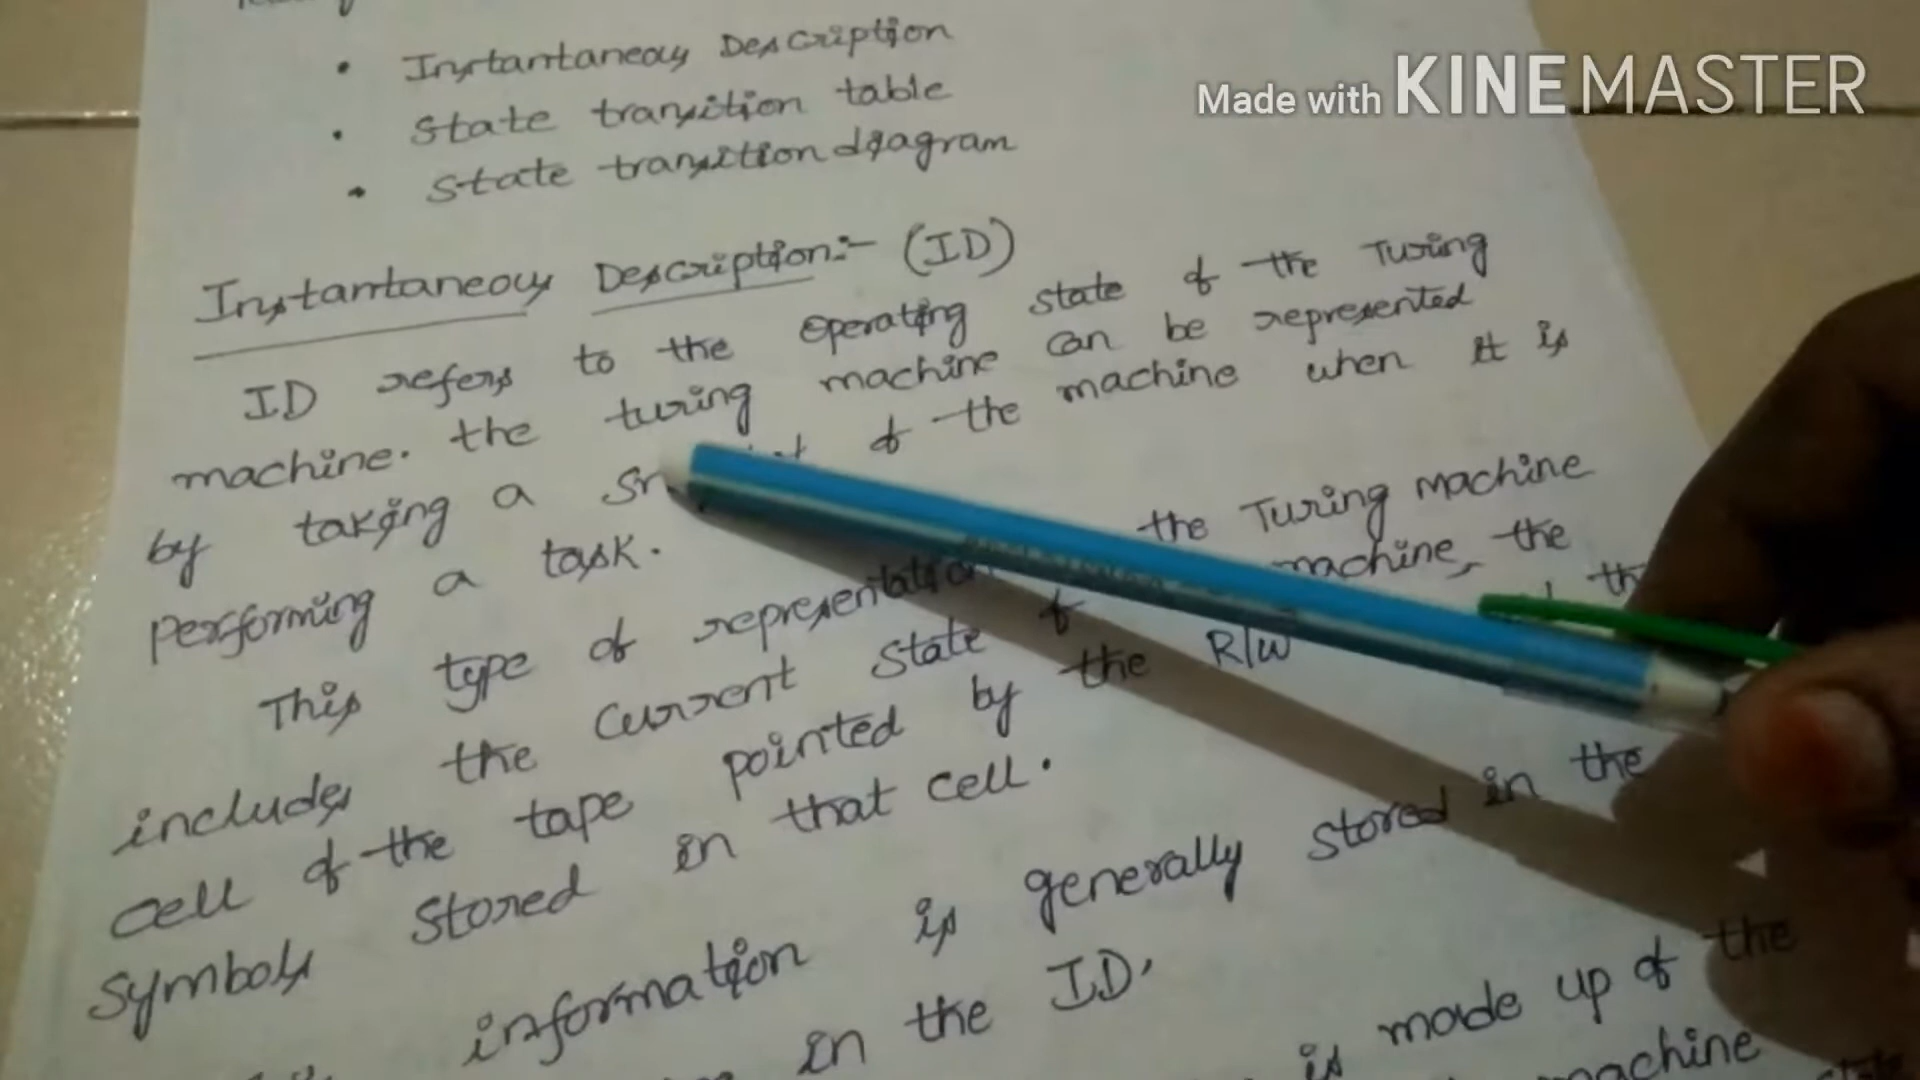 Made with KINEMASTER
• Instantaneous Description
• State transition table
• State transition diagram
Instantaneous Description:- (ID)
ID refers to the operating state of the Turing
machine. the turing machine can be represented
by taking a of the machine when it is
performing a task.
This type of representation the Turing machine
includes the current state of machine, the
cell of the tape pointed by the R/W
symbols stored in that cell.
information is generally stored in the
in the ID.
is made up of the
machine